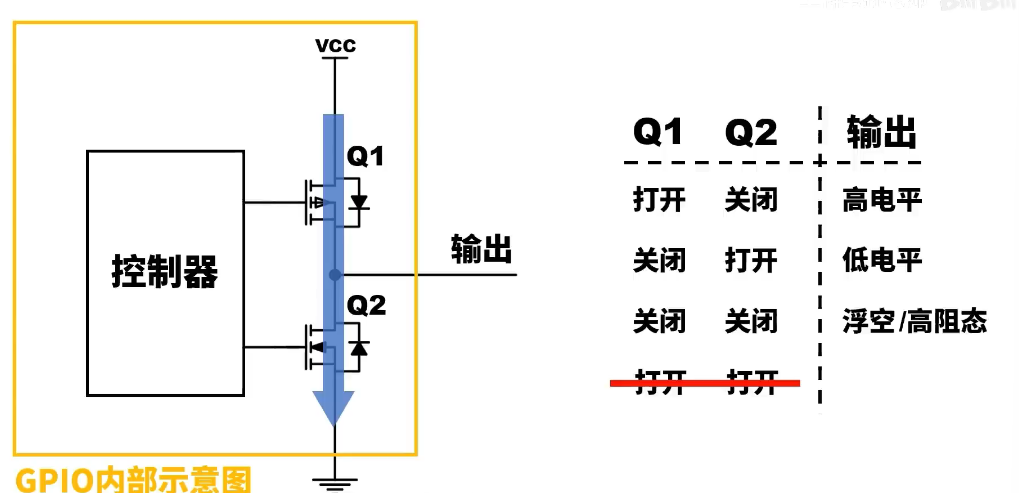 VCC
Q1
控制器
输出
Q2
GPIO内部示意图
Q1 Q2 输出
打开 关闭 高电平
关闭 打开 低电平
关闭 关闭 浮空/高阻态
打开 打开